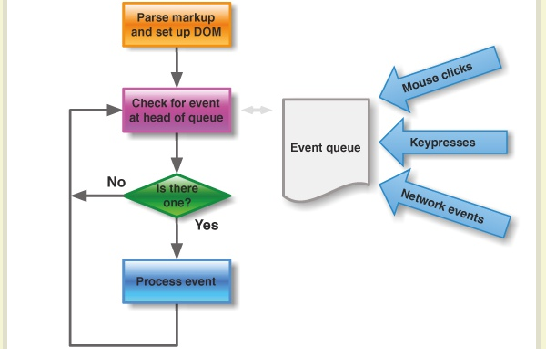 Parse markup
and set up DOM
Check for event
at head of queue
Event queue
Mouse clicks
Keypresses
Network events
No
Is there
one?
Yes
Process event